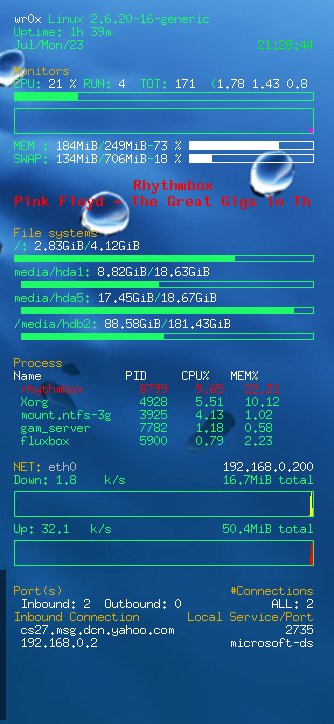 wr0x Linux 2.6.20-16-generic
Uptime: 1h 39m
Jul/Mon/23 21:28:44
Monitors
CPU: 21 % RUN: 4 TOT: 171 (1.78 1.43 0.8
MEM : 184MiB/249MiB-73 %
SWAP: 134MiB/706MiB-18 %
Rhythmbox
Pink Floyd - The Great Gigs In Th
File systems
/: 2.83GiB/4.12GiB
media/hda1: 8.82GiB/18.63GiB
media/hda5: 17.45GiB/18.67GiB
/media/hdb2: 88.58GiB/181.43GiB
Process
Name PID CPU% MEM%
rhythmbox 8799 9.65 22.31
Xorg 4928 5.51 10.12
mount.ntfs-3g 3925 4.13 1.02
gam_server 7782 1.18 0.58
fluxbox 5900 0.79 2.23
NET: eth0 192.168.0.200
Down: 1.8 k/s 16.7MiB total
Up: 32.1 k/s 50.4MiB total
Port(s) #Connections
Inbound: 2 Outbound: 0 ALL: 2
Inbound Connection Local Service/Port
cs27.msg.dcn.yahoo.com 2735
192.168.0.2 microsoft-ds